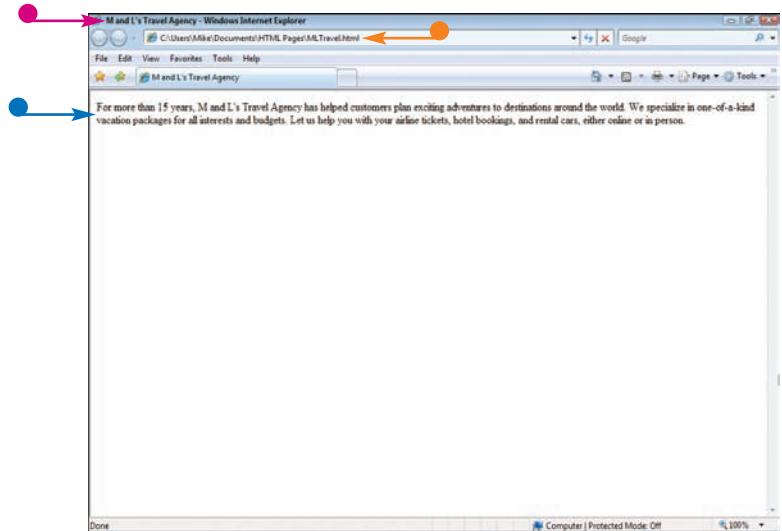 M and L's Travel Agency - Windows Internet Explorer
C:\Users\Mike\Documents\HTML Pages\MLTravel.html
Google
File Edit View Favorites Tools Help
M and L's Travel Agency
Page Tools
For more than 15 years, M and L's Travel Agency has helped customers plan exciting adventures to destinations around the world. We specialize in one-of-a-kind
vacation packages for all interests and budgets. Let us help you with your airline tickets, hotel bookings, and rental cars, either online or in person.
Done
Computer | Protected Mode: Off
100%